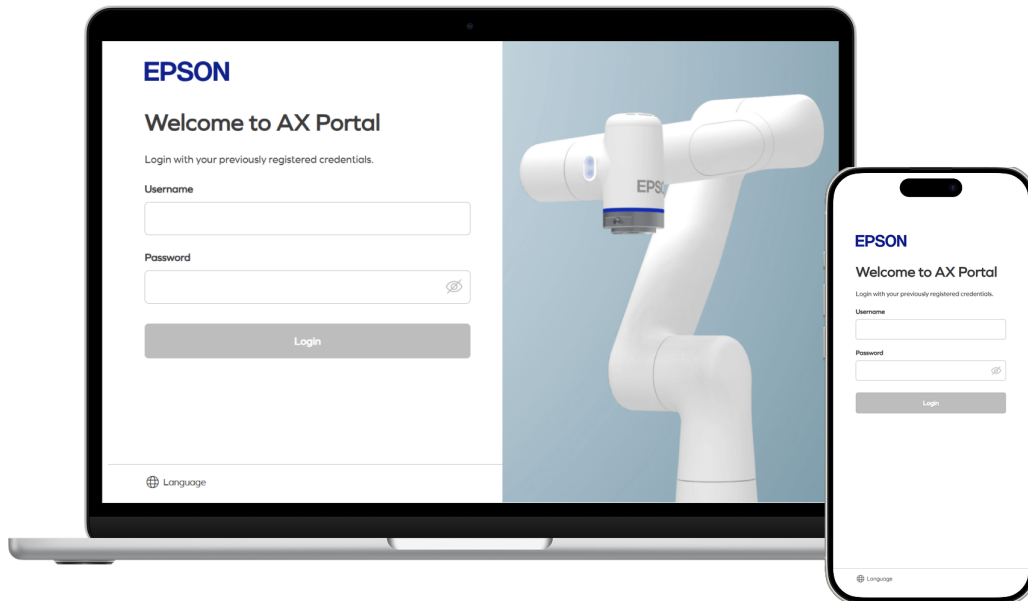 EPSON
Welcome to AX Portal
Login with your previously registered credentials.
Username
Password
Login
Language
EPSO
EPSON
Welcome to AX Portal
Login with your previously registered credentials.
Username
Password
Login
Language